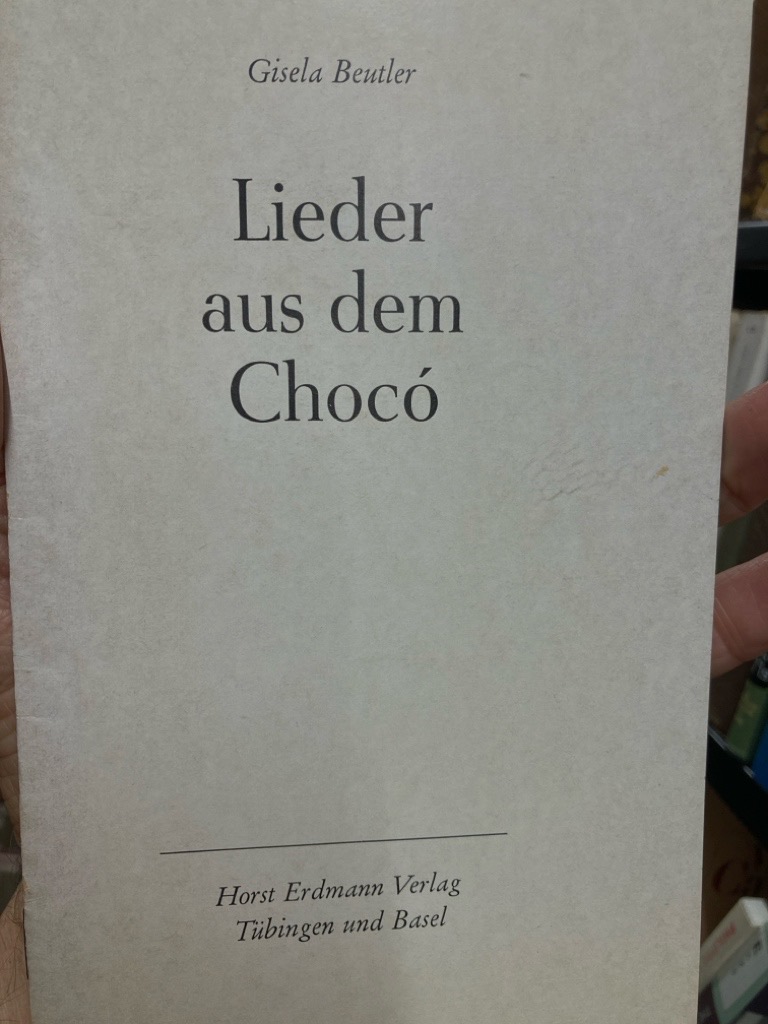 Gisela Beutler
Lieder
aus dem
Chocó
Horst Erdmann Verlag
Tübingen und Basel